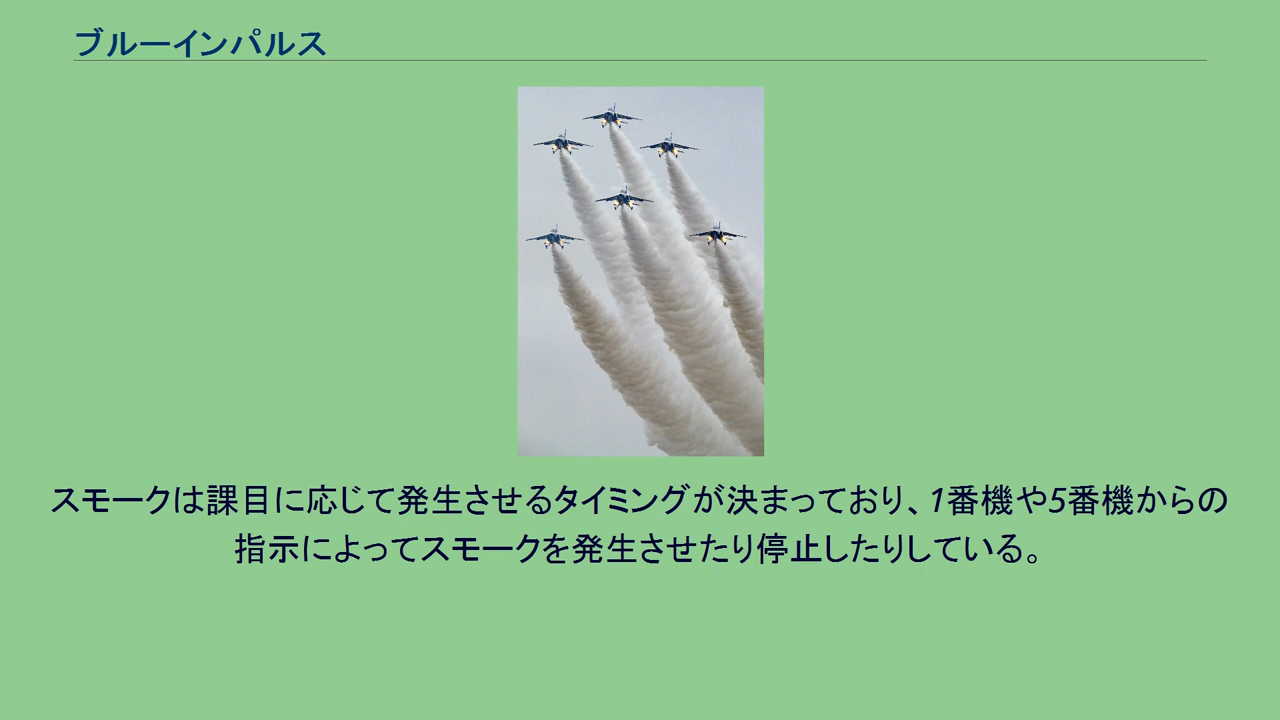 ブルーインパルス
スモークは課目に応じて発生させるタイミングが決まっており、1番機や5番機からの
指示によってスモークを発生させたり停止したりしている。